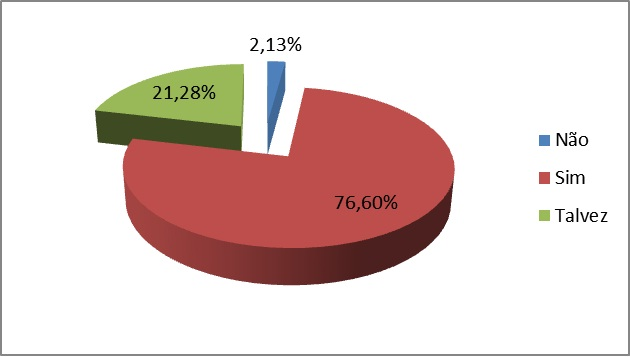 2,13%
21,28%
76,60%
Não
Sim
Talvez